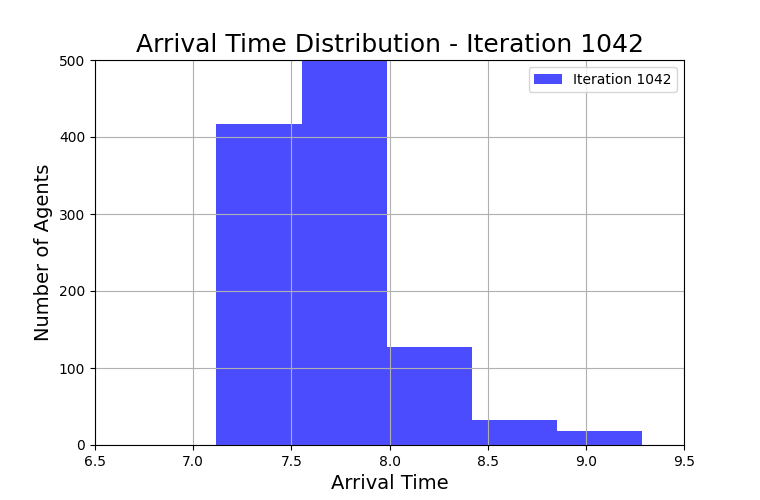 Arrival Time Distribution - Iteration 1042
Iteration 1042
500
400
300
200
100
0
Number of Agents
6.5 7.0 7.5 8.0 8.5 9.0 9.5
Arrival Time